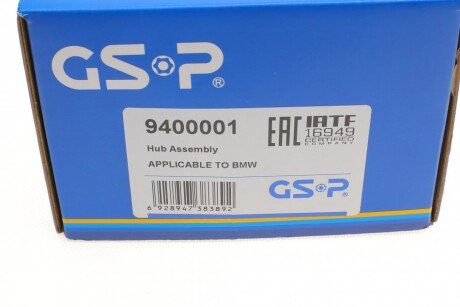 GSP®
9400001
Hub Assembly
APPLICABLE TO BMW
EAC
IATF
16949
CERTIFIED
COMPANY
6 928947 383892
GSP